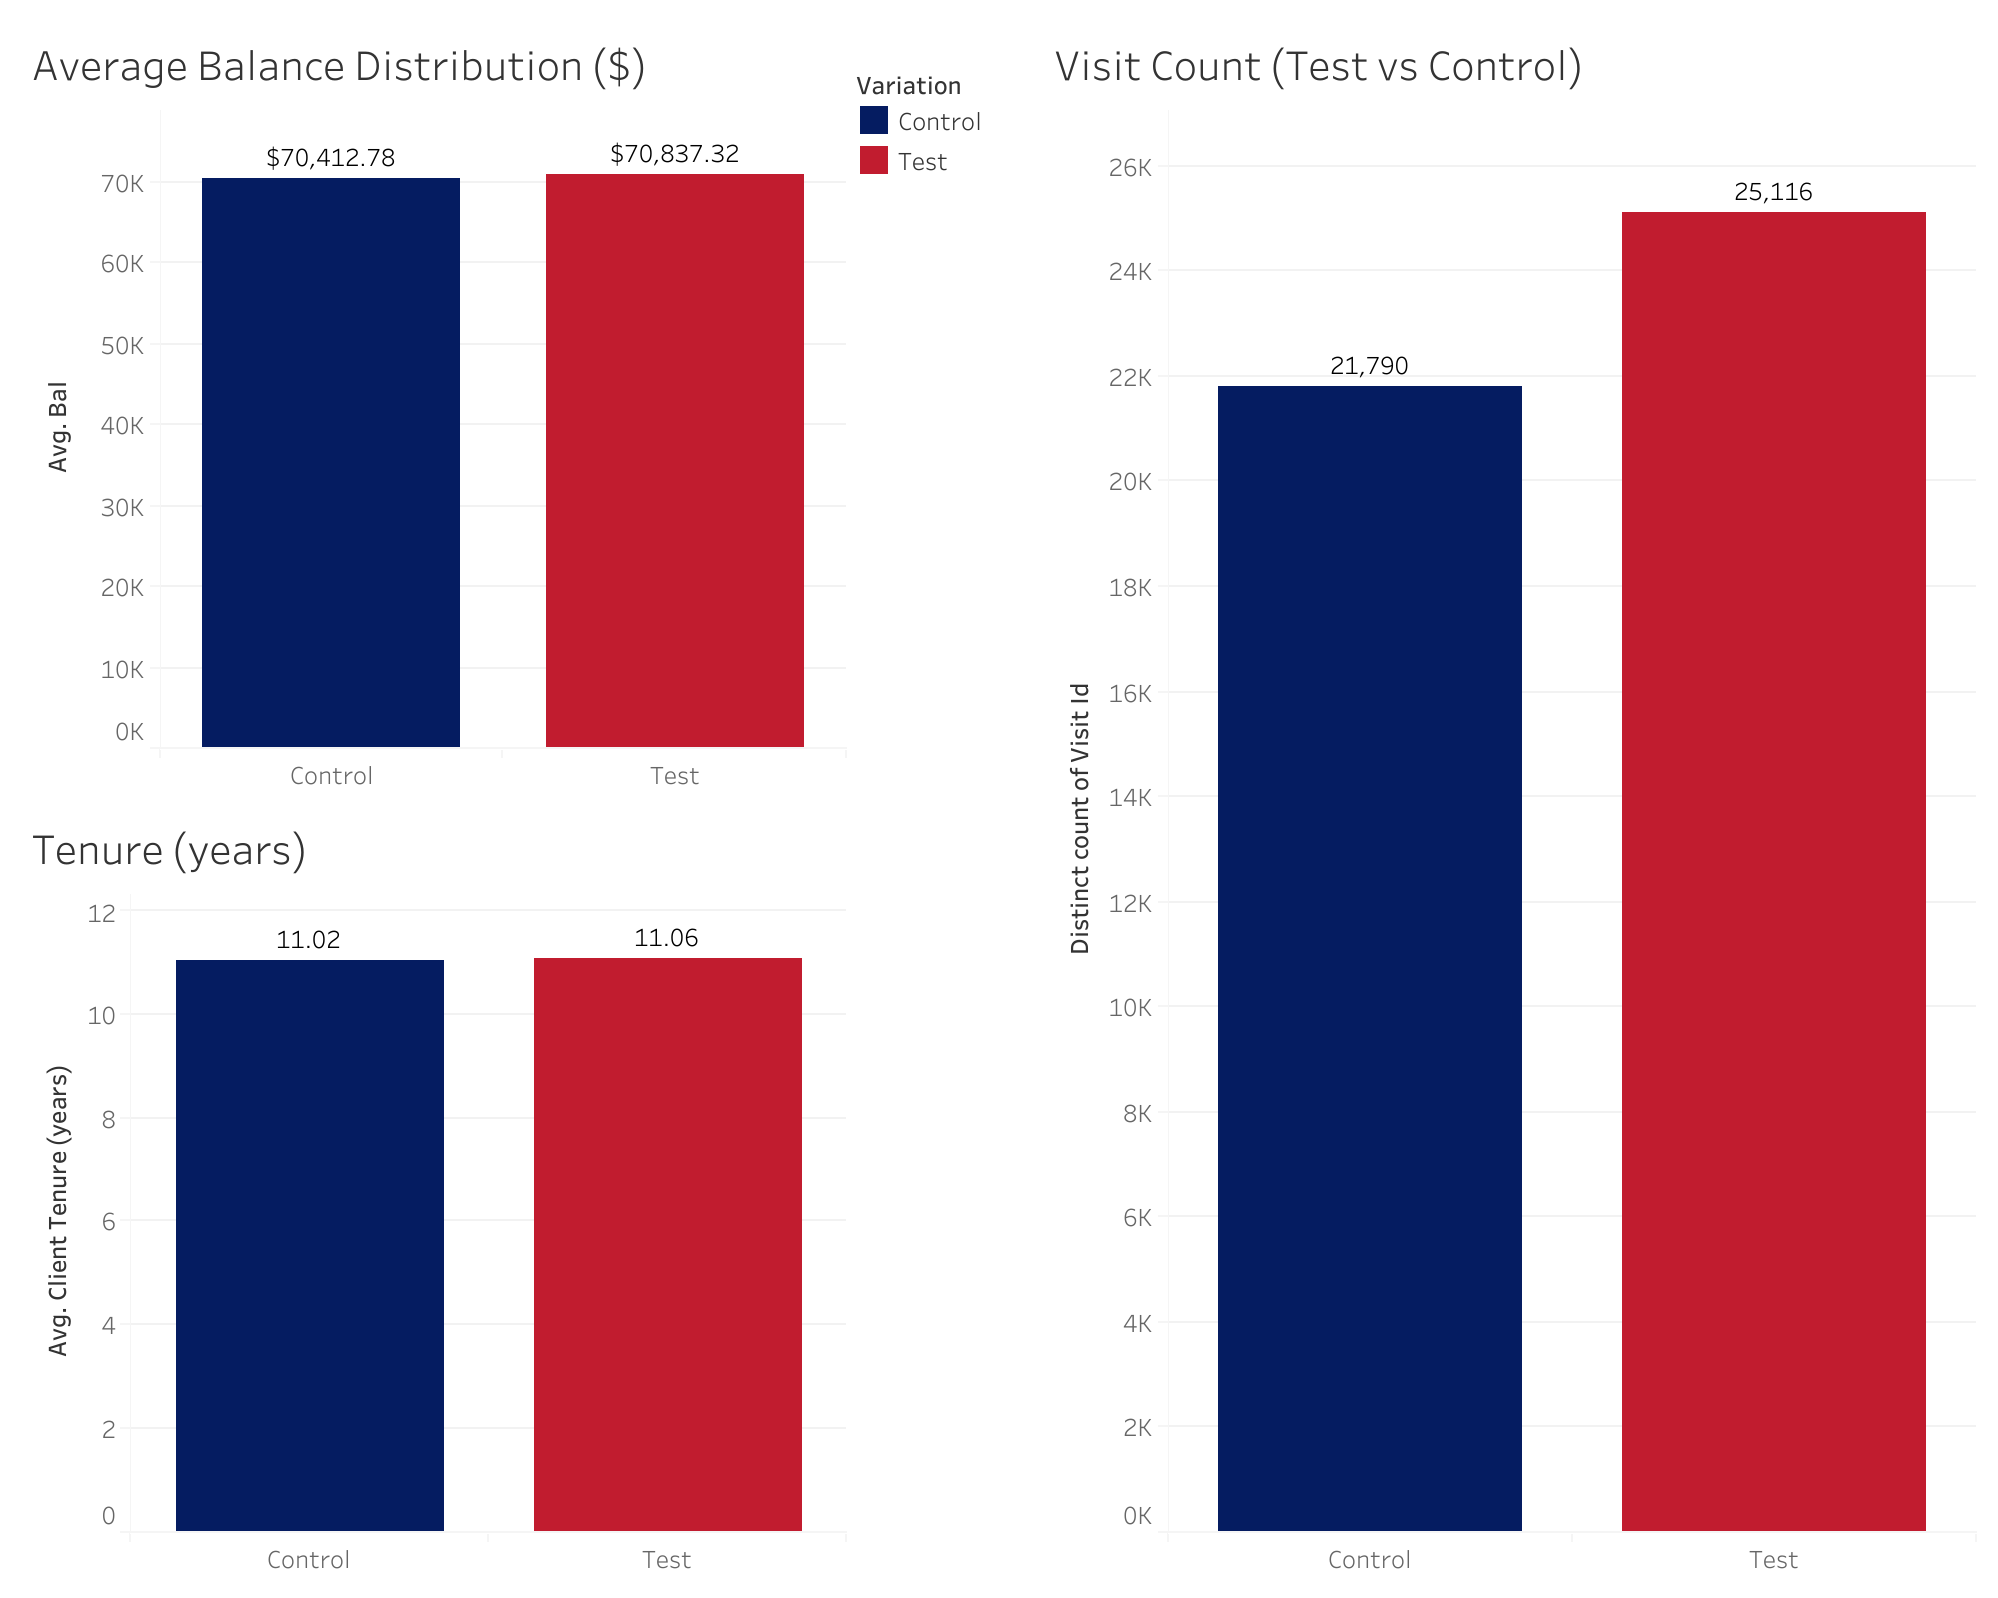 Average Balance Distribution ($)
Variation
Control
Test
$70,412.78
$70,837.32
70K
60K
50K
40K
30K
20K
10K
0K
Avg. Bal
Control
Test
Tenure (years)
12
10
8
6
4
2
0
Avg. Client Tenure (years)
11.02
11.06
Control
Test
Visit Count (Test vs Control)
26K
24K
22K
20K
18K
16K
14K
12K
10K
8K
6K
4K
2K
0K
Distinct count of Visit Id
21,790
25,116
Control
Test